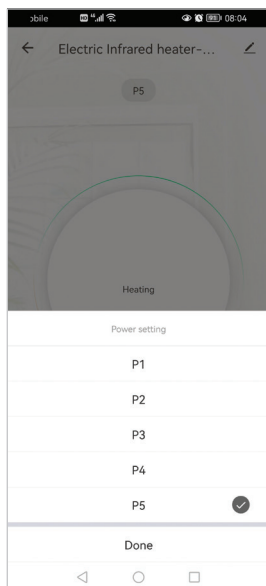 obile 08:04
Electric Infrared heater-...
P5
Heating
Power setting
P1
P2
P3
P4
P5
Done